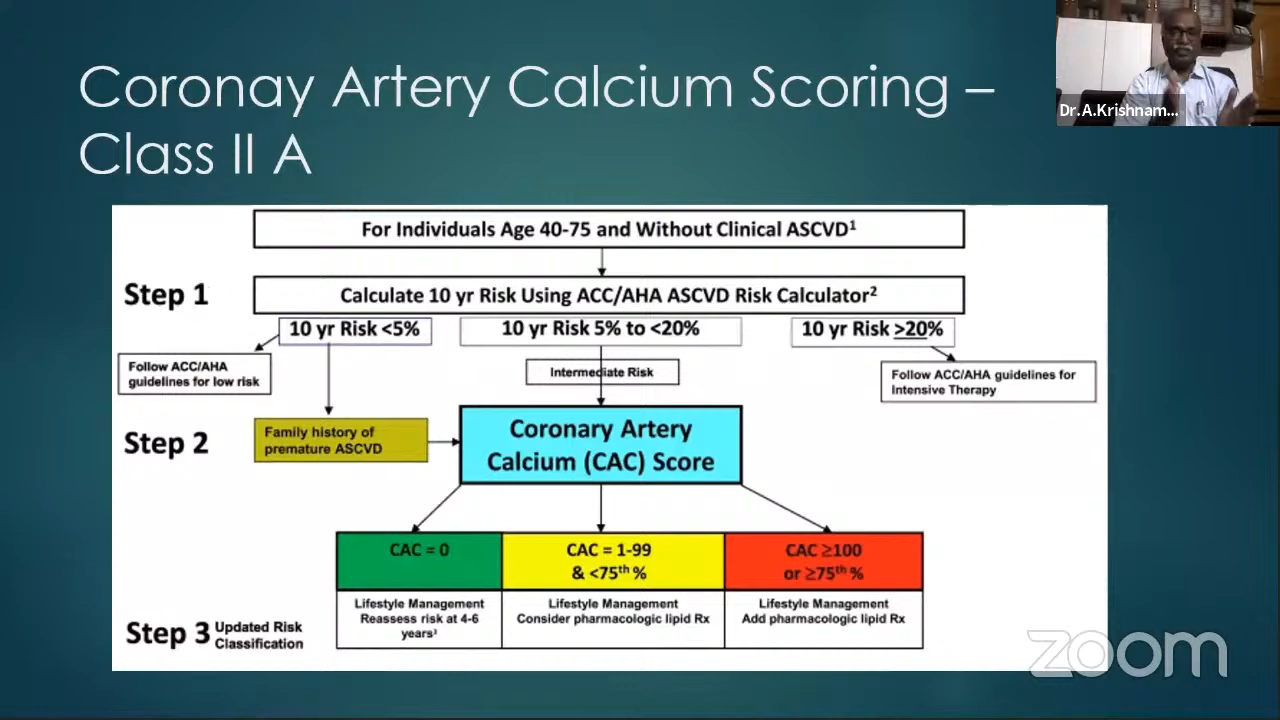 Coronay Artery Calcium Scoring –
Class II A
Dr.A.Krishnam...
For Individuals Age 40-75 and Without Clinical ASCVD¹
Step 1
Calculate 10 yr Risk Using ACC/AHA ASCVD Risk Calculator²
10 yr Risk <5%
10 yr Risk 5% to <20%
10 yr Risk >20%
Follow ACC/AHA
guidelines for low risk
Intermediate Risk
Follow ACC/AHA guidelines for
Intensive Therapy
Step 2
Family history of
premature ASCVD
Coronary Artery
Calcium (CAC) Score
CAC = 0
CAC = 1-99
& <75th %
CAC ≥100
or ≥75th %
Step 3
Updated Risk
Classification
Lifestyle Management
Reassess risk at 4-6
years³
Lifestyle Management
Consider pharmacologic lipid Rx
Lifestyle Management
Add pharmacologic lipid Rx
zoom